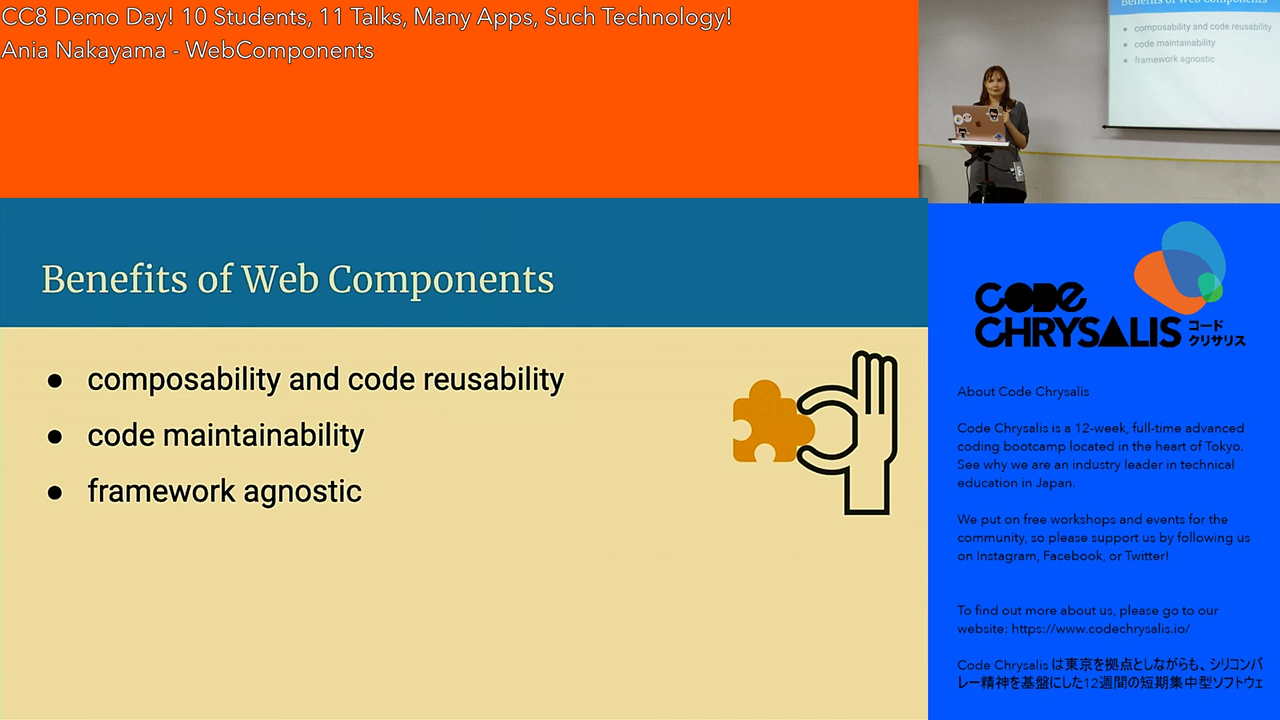 CC8 Demo Day! 10 Students, 11 Talks, Many Apps, Such Technology!
Ania Nakayama - WebComponents
Benefits of Web Components
composability and code reusability
code maintainability
framework agnostic
Benefits of Web Components
• composability and code reusability
• code maintainability
• framework agnostic
CODE
CHRYSALIS
コード
クリサリス
About Code Chrysalis
Code Chrysalis is a 12-week, full-time advanced
coding bootcamp located in the heart of Tokyo.
See why we are an industry leader in technical
education in Japan.
We put on free workshops and events for the
community, so please support us by following us
on Instagram, Facebook, or Twitter!
To find out more about us, please go to our
website: https://www.codechrysalis.io/
Code Chrysalis は東京を拠点としながらも、シリコンバ
レー精神を基盤にした12週間の短期集中型ソフトウェ